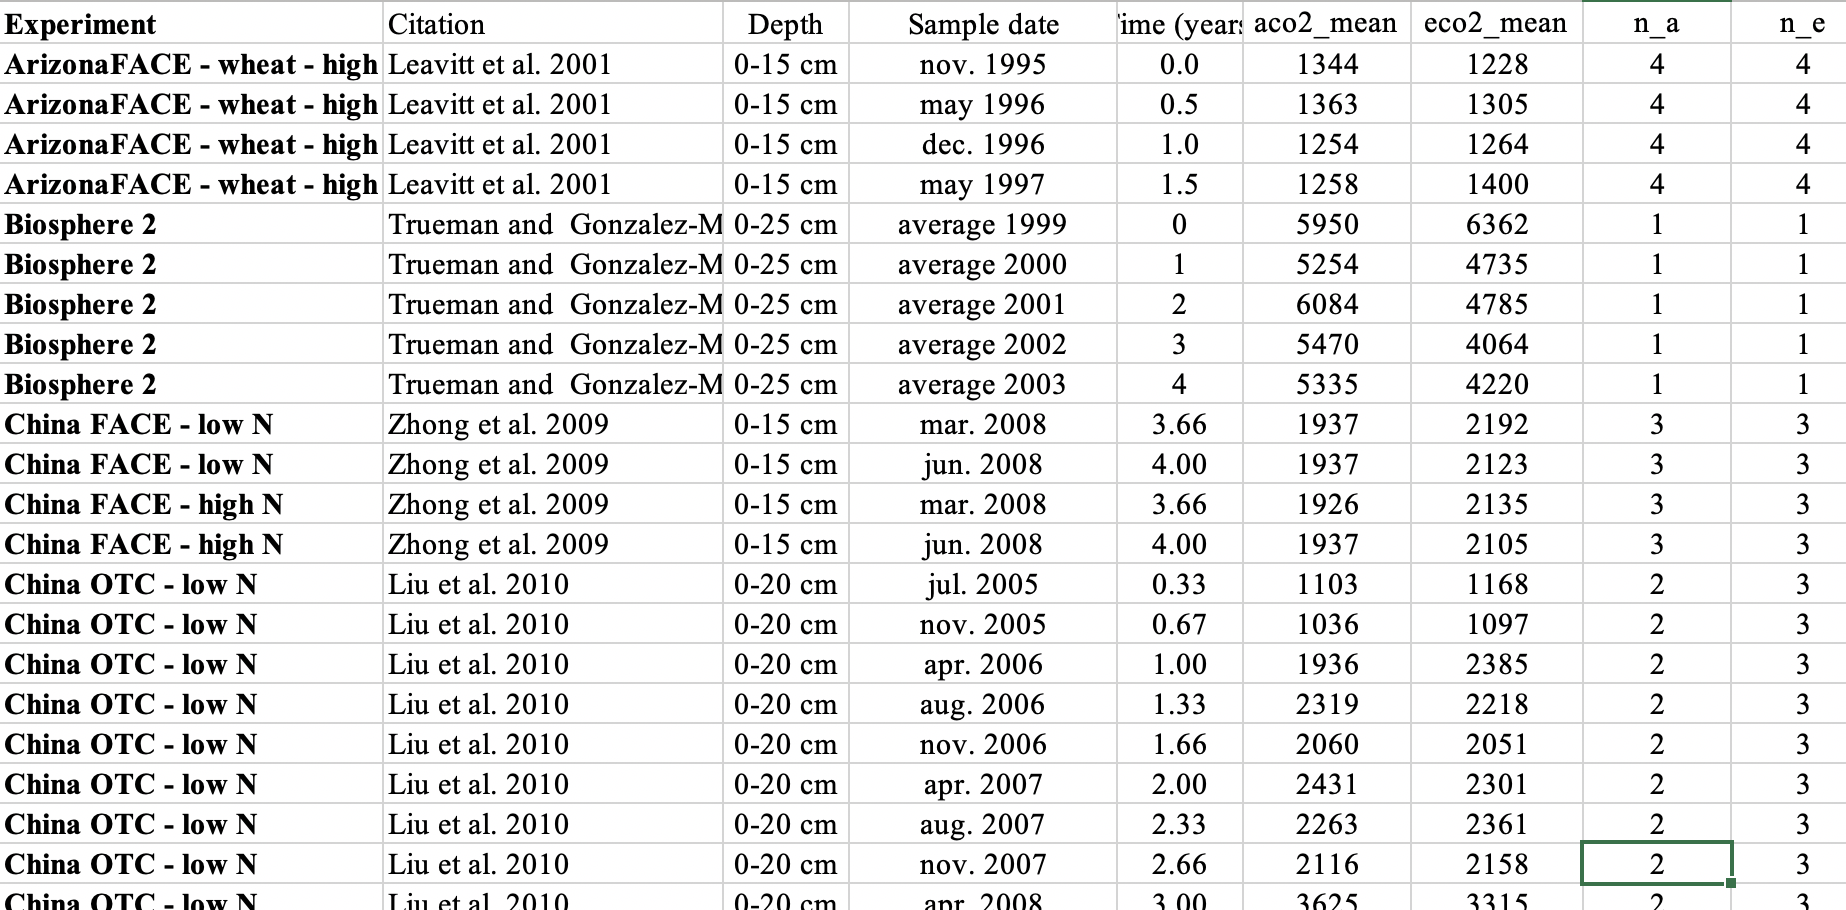 Experiment Citation Depth Sample date ime (years aco2_mean eco2_mean n_a n_e
ArizonaFACE - wheat - high Leavitt et al. 2001 0-15 cm nov. 1995 0.0 1344 1228 4 4
ArizonaFACE - wheat - high Leavitt et al. 2001 0-15 cm may 1996 0.5 1363 1305 4 4
ArizonaFACE - wheat - high Leavitt et al. 2001 0-15 cm dec. 1996 1.0 1254 1264 4 4
ArizonaFACE - wheat - high Leavitt et al. 2001 0-15 cm may 1997 1.5 1258 1400 4 4
Biosphere 2 Trueman and Gonzalez-M 0-25 cm average 1999 0 5950 6362 1 1
Biosphere 2 Trueman and Gonzalez-M 0-25 cm average 2000 1 5254 4735 1 1
Biosphere 2 Trueman and Gonzalez-M 0-25 cm average 2001 2 6084 4785 1 1
Biosphere 2 Trueman and Gonzalez-M 0-25 cm average 2002 3 5470 4064 1 1
Biosphere 2 Trueman and Gonzalez-M 0-25 cm average 2003 4 5335 4220 1 1
China FACE - low N Zhong et al. 2009 0-15 cm mar. 2008 3.66 1937 2192 3 3
China FACE - low N Zhong et al. 2009 0-15 cm jun. 2008 4.00 1937 2123 3 3
China FACE - high N Zhong et al. 2009 0-15 cm mar. 2008 3.66 1926 2135 3 3
China FACE - high N Zhong et al. 2009 0-15 cm jun. 2008 4.00 1937 2105 3 3
China OTC - low N Liu et al. 2010 0-20 cm jul. 2005 0.33 1103 1168 2 3
China OTC - low N Liu et al. 2010 0-20 cm nov. 2005 0.67 1036 1097 2 3
China OTC - low N Liu et al. 2010 0-20 cm apr. 2006 1.00 1936 2385 2 3
China OTC - low N Liu et al. 2010 0-20 cm aug. 2006 1.33 2319 2218 2 3
China OTC - low N Liu et al. 2010 0-20 cm nov. 2006 1.66 2060 2051 2 3
China OTC - low N Liu et al. 2010 0-20 cm apr. 2007 2.00 2431 2301 2 3
China OTC - low N Liu et al. 2010 0-20 cm aug. 2007 2.33 2263 2361 2 3
China OTC - low N Liu et al. 2010 0-20 cm nov. 2007 2.66 2116 2158 2 3
China OTC - low N Liu et al. 2010 0-20 cm apr. 2008 3.00 3625 3315 2 3